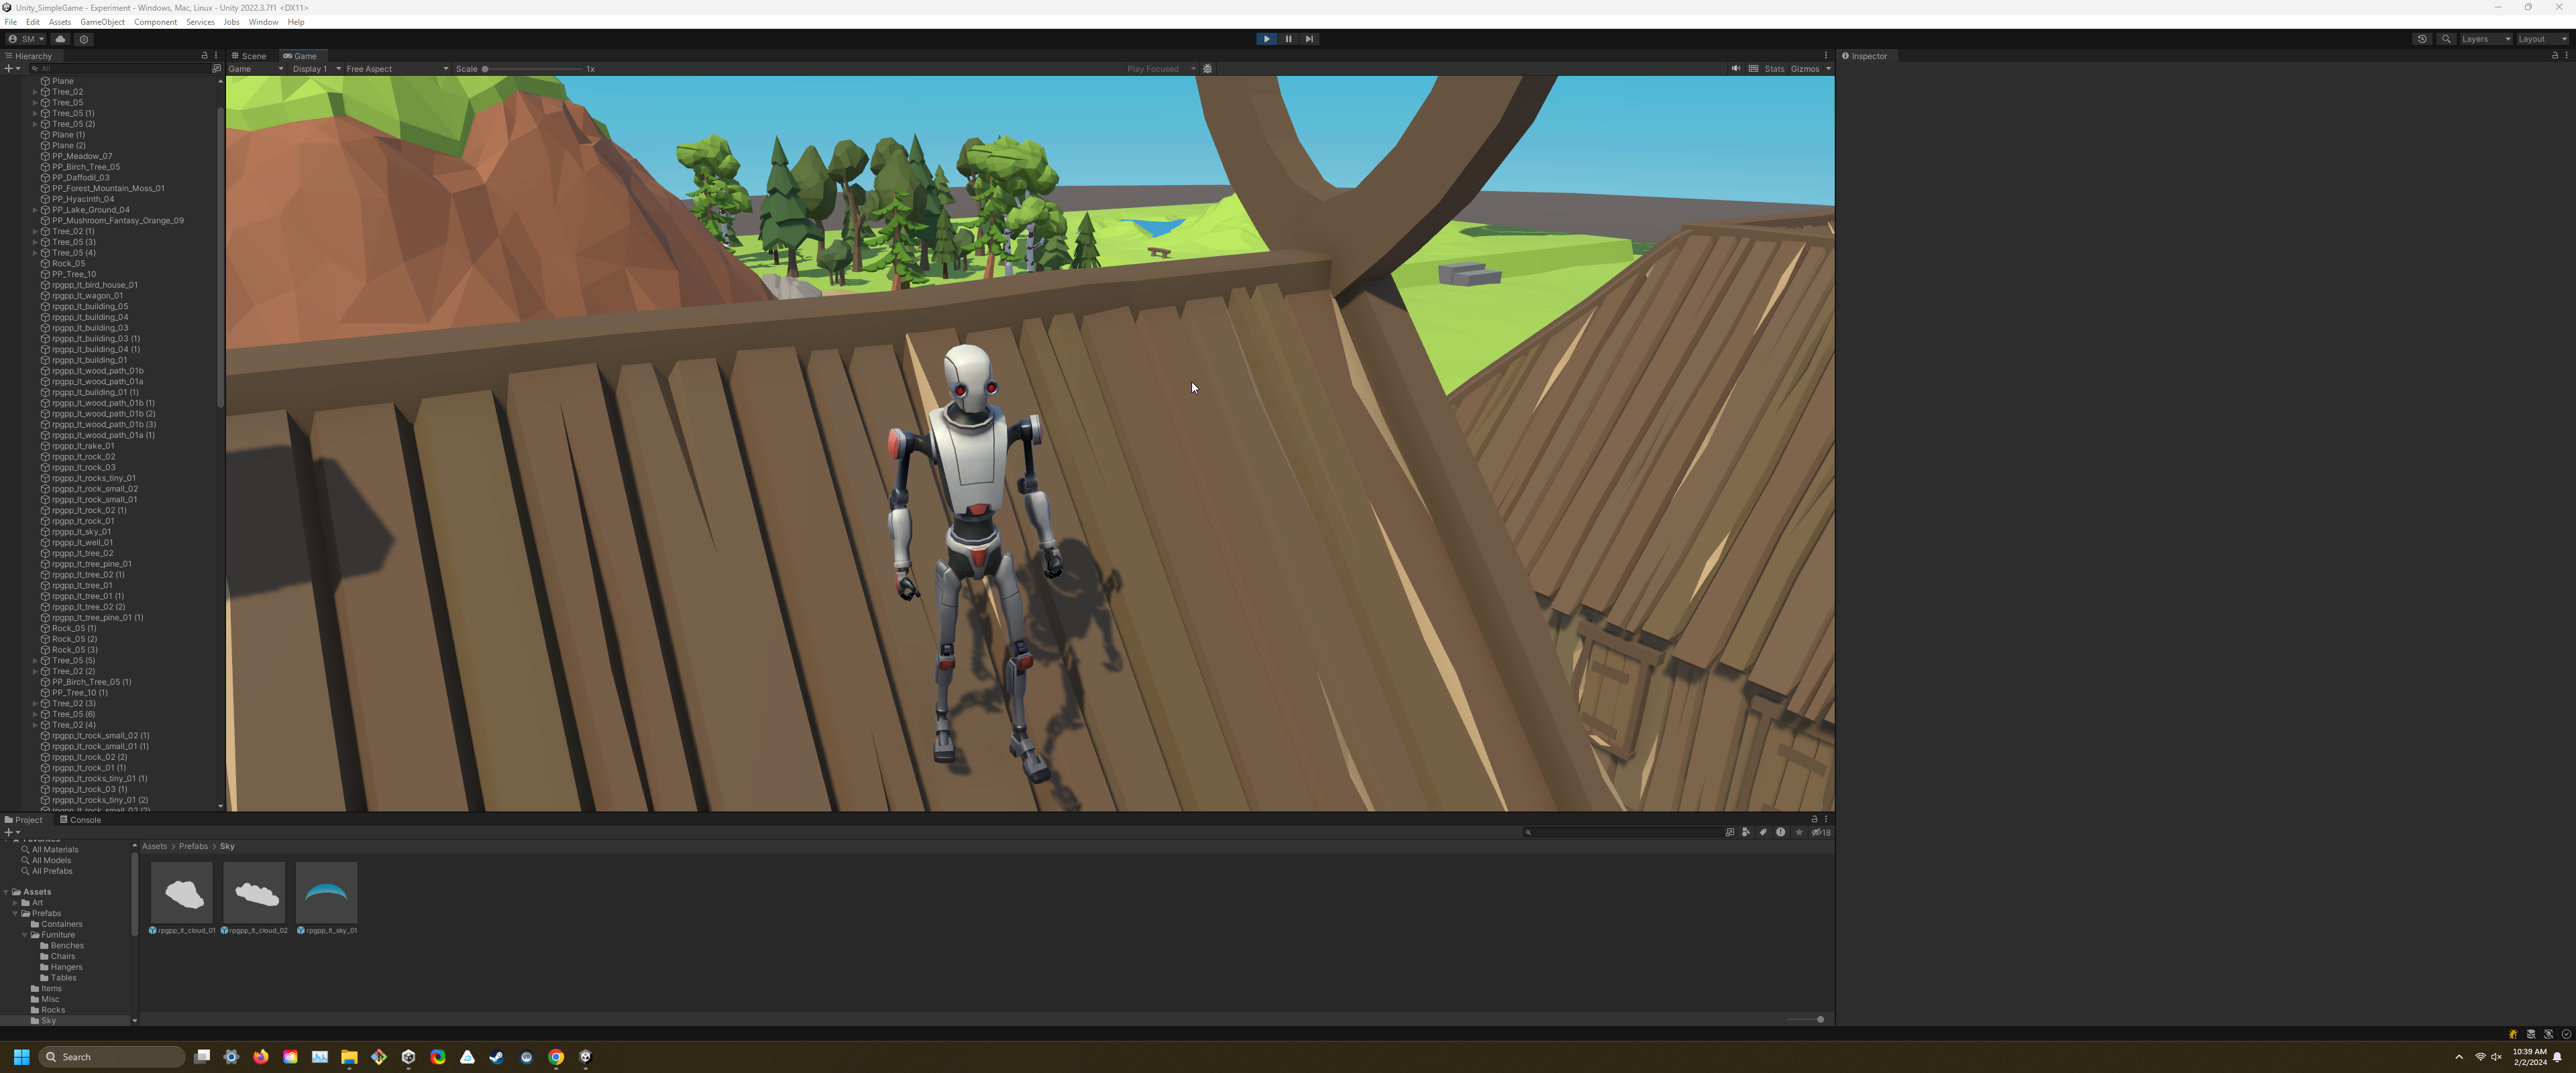 Unity_SimpleGame - Experiment - Windows, Mac, Linux - Unity 2022.3.7f1 <DX11>
File Edit Assets GameObject Component Services Jobs Window Help
SM
Layers Layout
Hierarchy
All
Scene Game
Game Display 1 Free Aspect Scale 1x Play Focused Stats Gizmos
Inspector
Plane
Tree_02
Tree_05
Tree_05 (1)
Tree_05 (2)
Plane (1)
Plane (2)
PP_Meadow_07
PP_Birch_Tree_05
PP_Daffodil_03
PP_Forest_Mountain_Moss_01
PP_Hyacinth_04
PP_Lake_Ground_04
PP_Mushroom_Fantasy_Orange_09
Tree_02 (1)
Tree_05 (3)
Tree_05 (4)
Rock_05
PP_Tree_10
rpgpp_lt_bird_house_01
rpgpp_lt_wagon_01
rpgpp_lt_building_05
rpgpp_lt_building_04
rpgpp_lt_building_03
rpgpp_lt_building_03 (1)
rpgpp_lt_building_04 (1)
rpgpp_lt_building_01
rpgpp_lt_wood_path_01b
rpgpp_lt_wood_path_01a
rpgpp_lt_building_01 (1)
rpgpp_lt_wood_path_01b (1)
rpgpp_lt_wood_path_01b (2)
rpgpp_lt_wood_path_01b (3)
rpgpp_lt_wood_path_01a (1)
rpgpp_lt_rake_01
rpgpp_lt_rock_02
rpgpp_lt_rock_03
rpgpp_lt_rocks_tiny_01
rpgpp_lt_rock_small_02
rpgpp_lt_rock_small_01
rpgpp_lt_rock_02 (1)
rpgpp_lt_rock_01
rpgpp_lt_sky_01
rpgpp_lt_well_01
rpgpp_lt_tree_02
rpgpp_lt_tree_pine_01
rpgpp_lt_tree_02 (1)
rpgpp_lt_tree_01
rpgpp_lt_tree_01 (1)
rpgpp_lt_tree_02 (2)
rpgpp_lt_tree_pine_01 (1)
Rock_05 (1)
Rock_05 (2)
Rock_05 (3)
Tree_05 (5)
Tree_02 (2)
PP_Birch_Tree_05 (1)
PP_Tree_10 (1)
Tree_02 (3)
Tree_05 (6)
Tree_02 (4)
rpgpp_lt_rock_small_02 (1)
rpgpp_lt_rock_small_01 (1)
rpgpp_lt_rock_02 (2)
rpgpp_lt_rock_01 (1)
rpgpp_lt_rocks_tiny_01 (1)
rpgpp_lt_rock_03 (1)
rpgpp_lt_rocks_tiny_01 (2)
rpgpp_lt_rock_small_02 (2)
Project Console
18
Favorites
All Materials
All Models
All Prefabs
Assets
Art
Prefabs
Containers
Furniture
Benches
Chairs
Hangers
Tables
Items
Misc
Rocks
Sky
Assets > Prefabs > Sky
rpgpp_lt_cloud_01 rpgpp_lt_cloud_02 rpgpp_lt_sky_01
Search
10:39 AM
2/2/2024